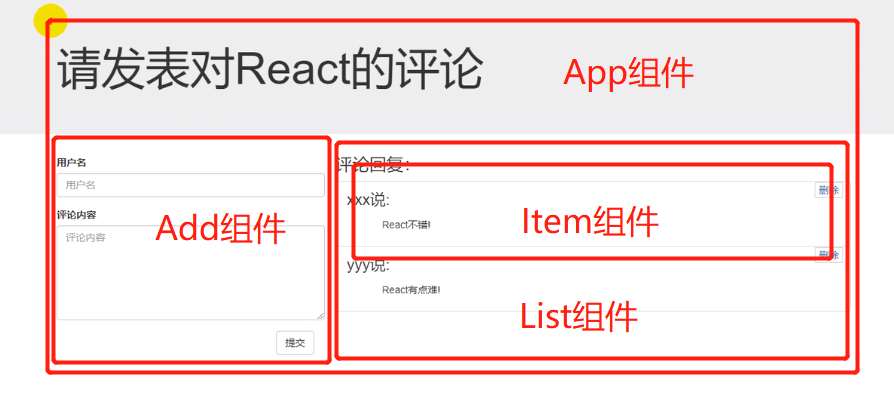 请发表对React的评论
App组件
用户名
用户名
评论内容
评论内容
Add组件
提交
评论回复：
删除
xxx说:
React不错!
Item组件
删除
yyy说:
React有点难!
List组件